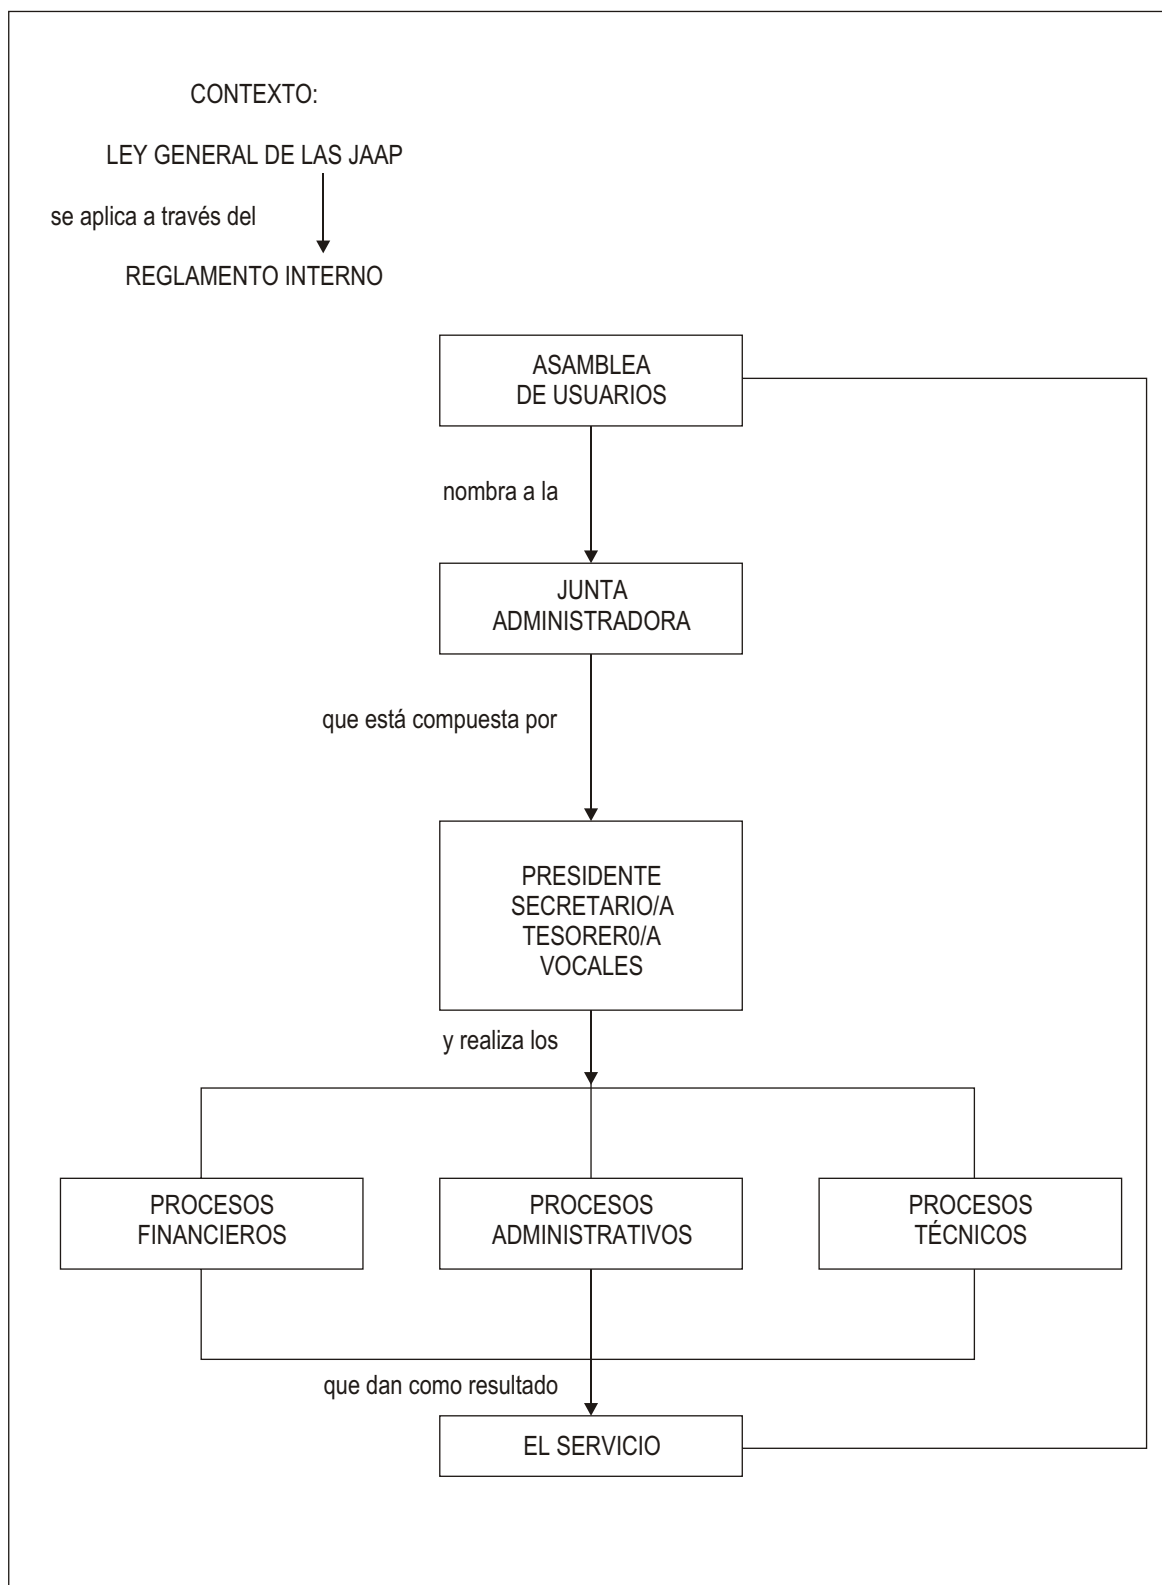 CONTEXTO:
LEY GENERAL DE LAS JAAP
se aplica a través del
REGLAMENTO INTERNO
ASAMBLEA
DE USUARIOS
nombra a la
JUNTA
ADMINISTRADORA
que está compuesta por
PRESIDENTE
SECRETARIO/A
TESORER0/A
VOCALES
y realiza los
PROCESOS
FINANCIEROS
PROCESOS
ADMINISTRATIVOS
PROCESOS
TÉCNICOS
que dan como resultado
EL SERVICIO